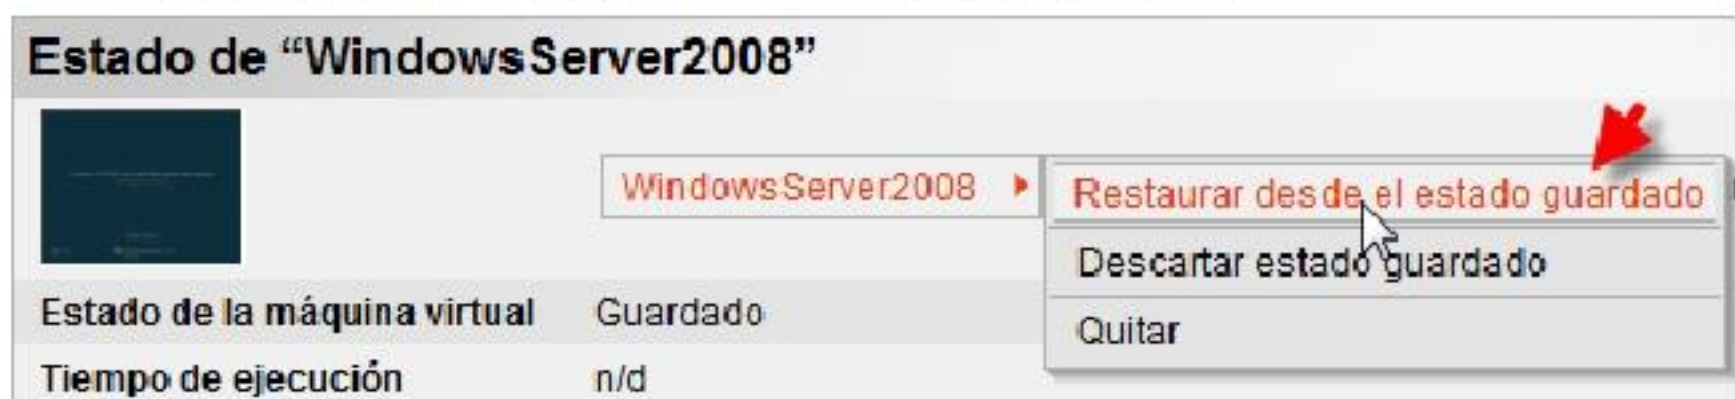 Estado de “WindowsServer2008”
WindowsServer2008
Restaurar desde el estado guardado
Descartar estado guardado
Quitar
Estado de la máquina virtual Guardado
Tiempo de ejecución n/d